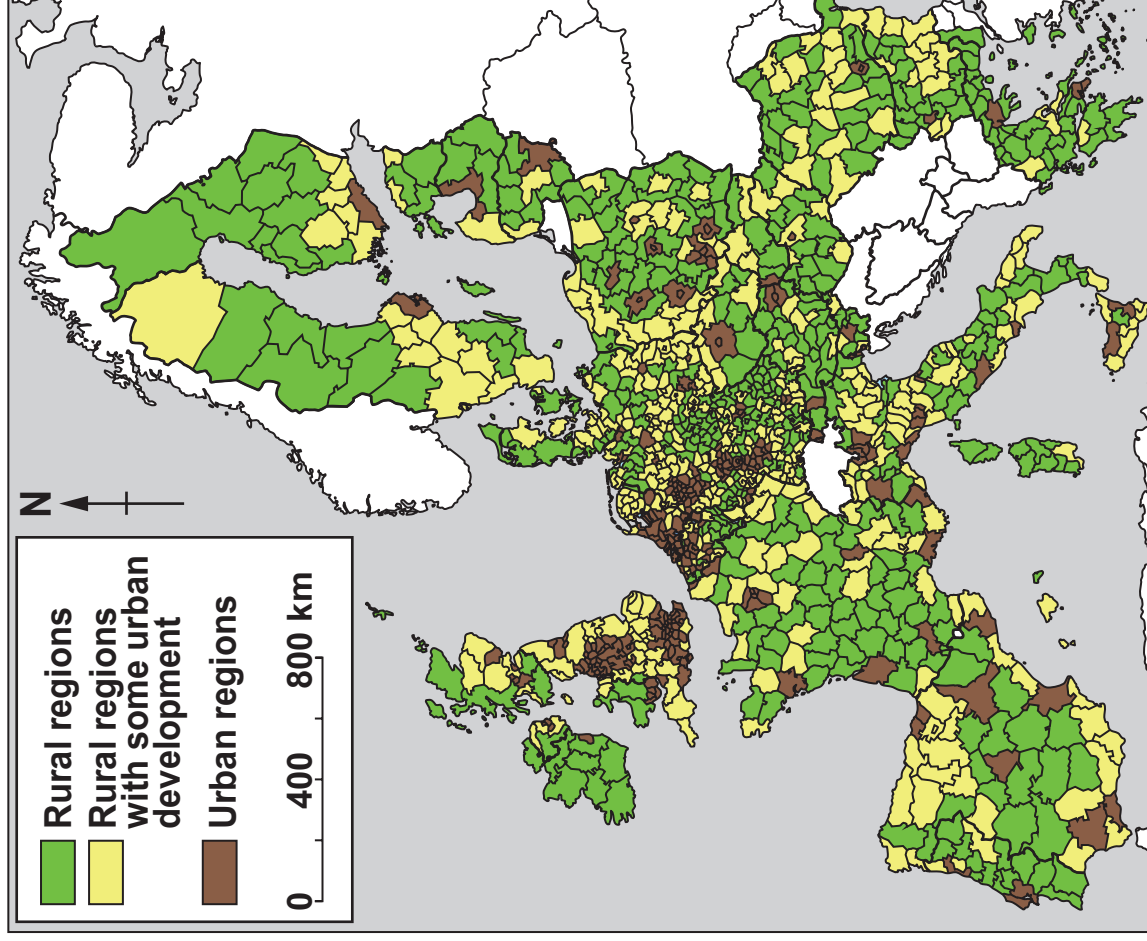 N
Rural regions
Rural regions
with some urban
development
Urban regions
0 400 800 km